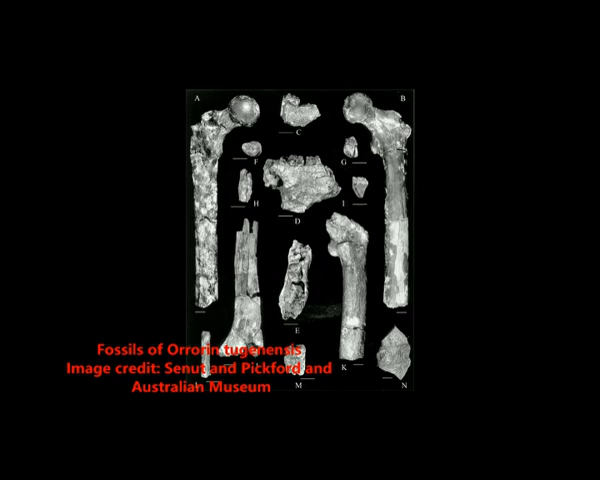 A
B
C
F
G
H
I
D
E
K
Fossils of Orrorin tugenensis
Image credit: Senut and Pickford and
Australian Museum
M
N